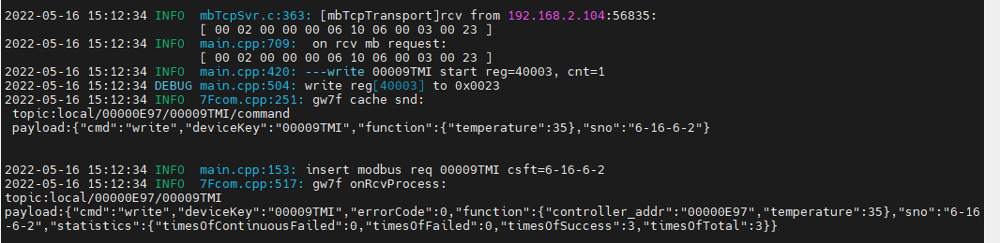 2022-05-16 15:12:34 INFO  mbTcpSvr.c:363: [mbTcpTransport]rcv from 192.168.2.104:56835:
[ 00 02 00 00 00 06 10 06 00 03 00 23 ]
2022-05-16 15:12:34 INFO  main.cpp:709:  on rcv mb request:
[ 00 02 00 00 00 06 10 06 00 03 00 23 ]
2022-05-16 15:12:34 INFO  main.cpp:420: ---write 00009TMI start reg=40003, cnt=1
2022-05-16 15:12:34 DEBUG main.cpp:504: write reg[40003] to 0x0023
2022-05-16 15:12:34 INFO  7Fcom.cpp:251: gw7f cache snd:
topic:local/00000E97/00009TMI/command
payload:{"cmd":"write","deviceKey":"00009TMI","function":{"temperature":35},"sno":"6-16-6-2"}
2022-05-16 15:12:34 INFO  main.cpp:153: insert modbus req 00009TMI csft=6-16-6-2
2022-05-16 15:12:34 INFO  7Fcom.cpp:517: gw7f onRcvProcess:
topic:local/00000E97/00009TMI
payload:{"cmd":"write","deviceKey":"00009TMI","errorCode":0,"function":{"controller_addr":"00000E97","temperature":35},"sno":"6-16
-6-2","statistics":{"timesOfContinuousFailed":0,"timesOfFailed":0,"timesOfSuccess":3,"timesOfTotal":3}}